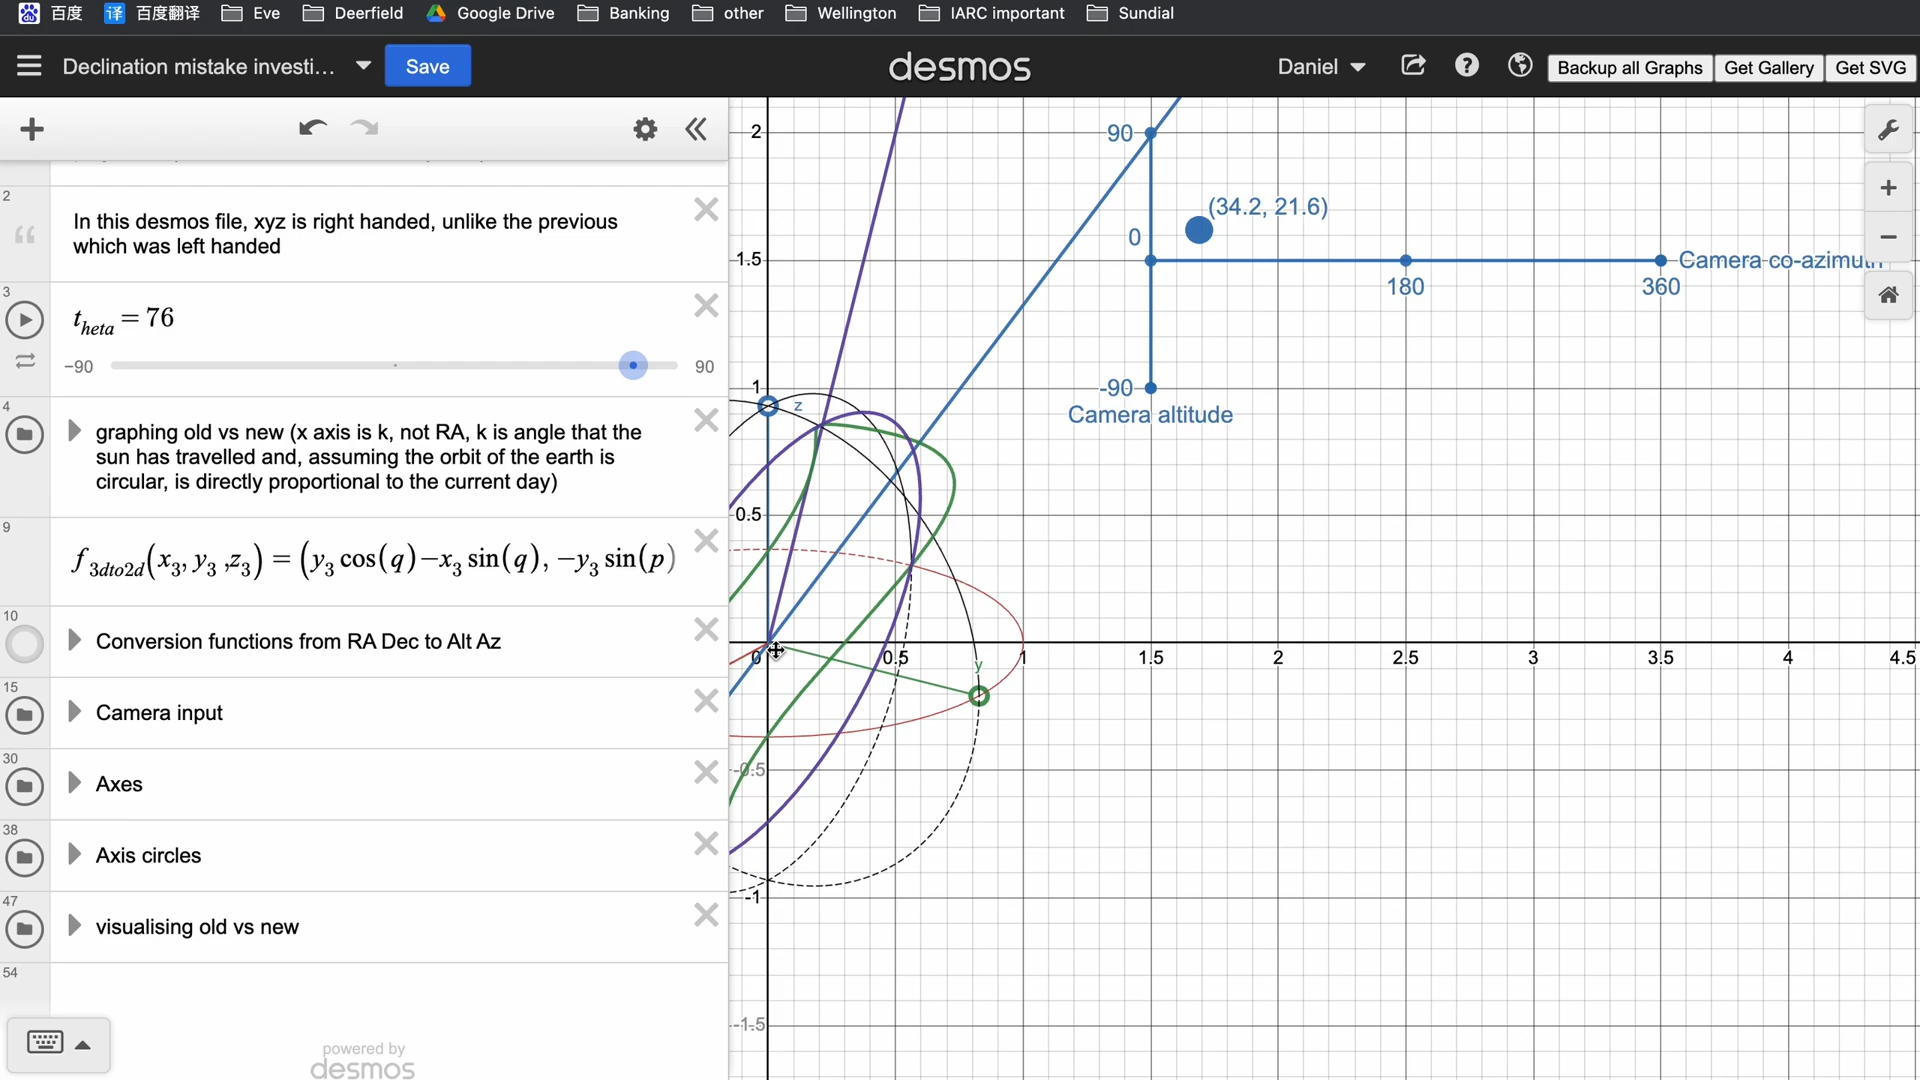 百度
百度翻译
Eve
Deerfield
Google Drive
Banking
other
Wellington
IARC important
Sundial
Declination mistake investi...
Save
desmos
Daniel
Backup all Graphs
Get Gallery
Get SVG
2
In this desmos file, xyz is right handed, unlike the previous
which was left handed
3
t_heta = 76
-90
90
4
graphing old vs new (x axis is k, not RA, k is angle that the
sun has travelled and, assuming the orbit of the earth is
circular, is directly proportional to the current day)
9
f_3dto2d(x_3, y_3, z_3) = (y_3 cos(q) − x_3 sin(q), −y_3 sin(p)
10
Conversion functions from RA Dec to Alt Az
15
Camera input
30
Axes
38
Axis circles
47
visualising old vs new
54
powered by
desmos
2
1.5
1
0.5
0
-0.5
-1
-1.5
0.5
1
1.5
2
2.5
3
3.5
4
4.5
z
y
90
0
-90
Camera altitude
(34.2, 21.6)
180
360
Camera co-azimuth